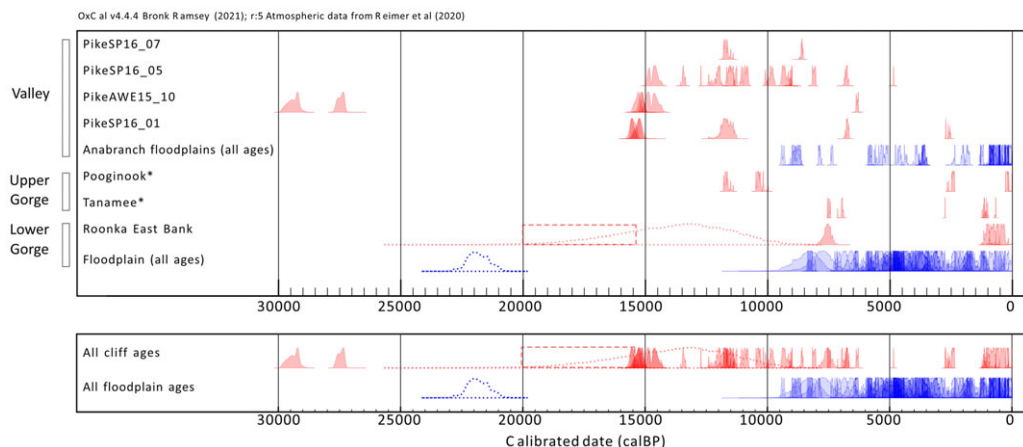 OxCal v4.4.4 Bronk Ramsey (2021); r:5 Atmospheric data from Reimer et al (2020)
Valley
PikeSP16_07
PikeSP16_05
PikeAWE15_10
PikeSP16_01
Anabranch floodplains (all ages)
Upper
Gorge
Pooginook*
Tanamee*
Lower
Gorge
Roonka East Bank
Floodplain (all ages)
30000 25000 20000 15000 10000 5000 0
All cliff ages
All floodplain ages
30000 25000 20000 15000 10000 5000 0
Calibrated date (calBP)